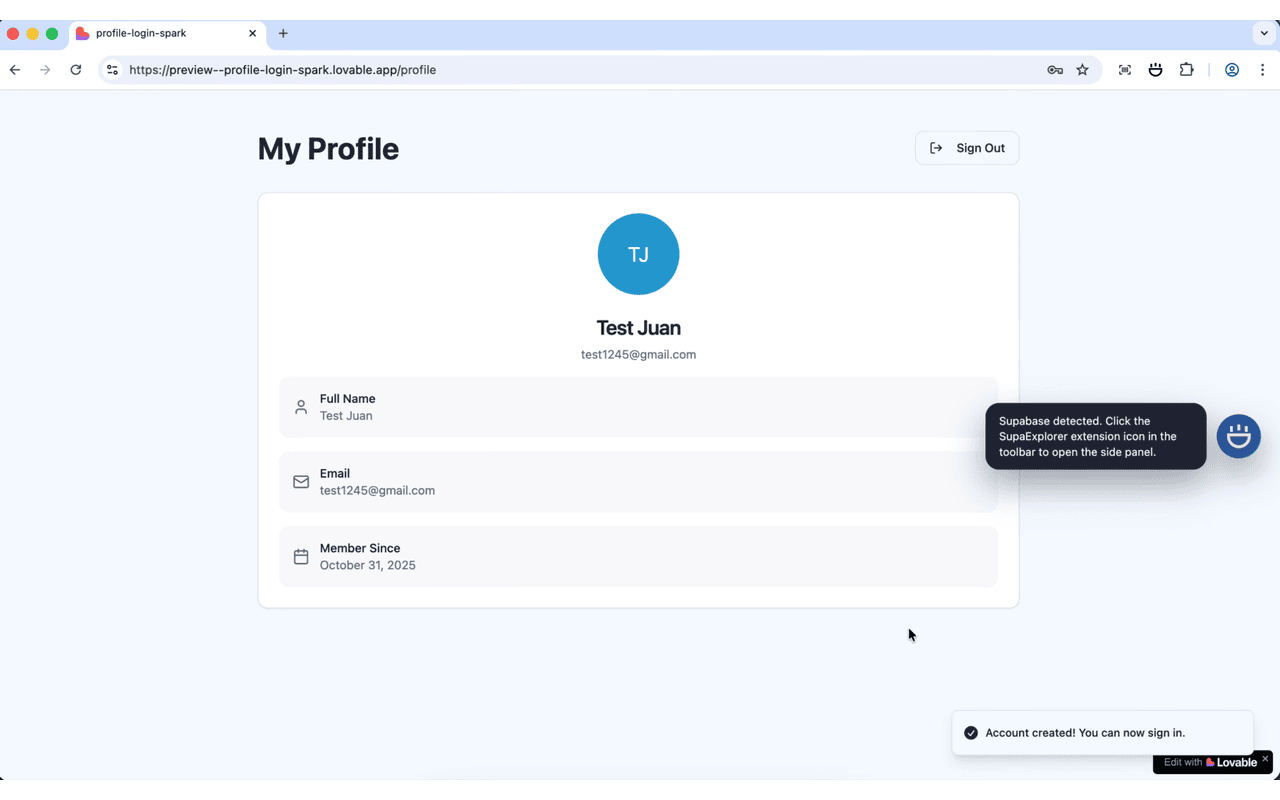 profile-login-spark
https://preview--profile-login-spark.lovable.app/profile
My Profile
Sign Out
TJ
Test Juan
test1245@gmail.com
Full Name
Test Juan
Supabase detected. Click the
SupaExplorer extension icon in the
toolbar to open the side panel.
Email
test1245@gmail.com
Member Since
October 31, 2025
Account created! You can now sign in.
Edit with Lovable